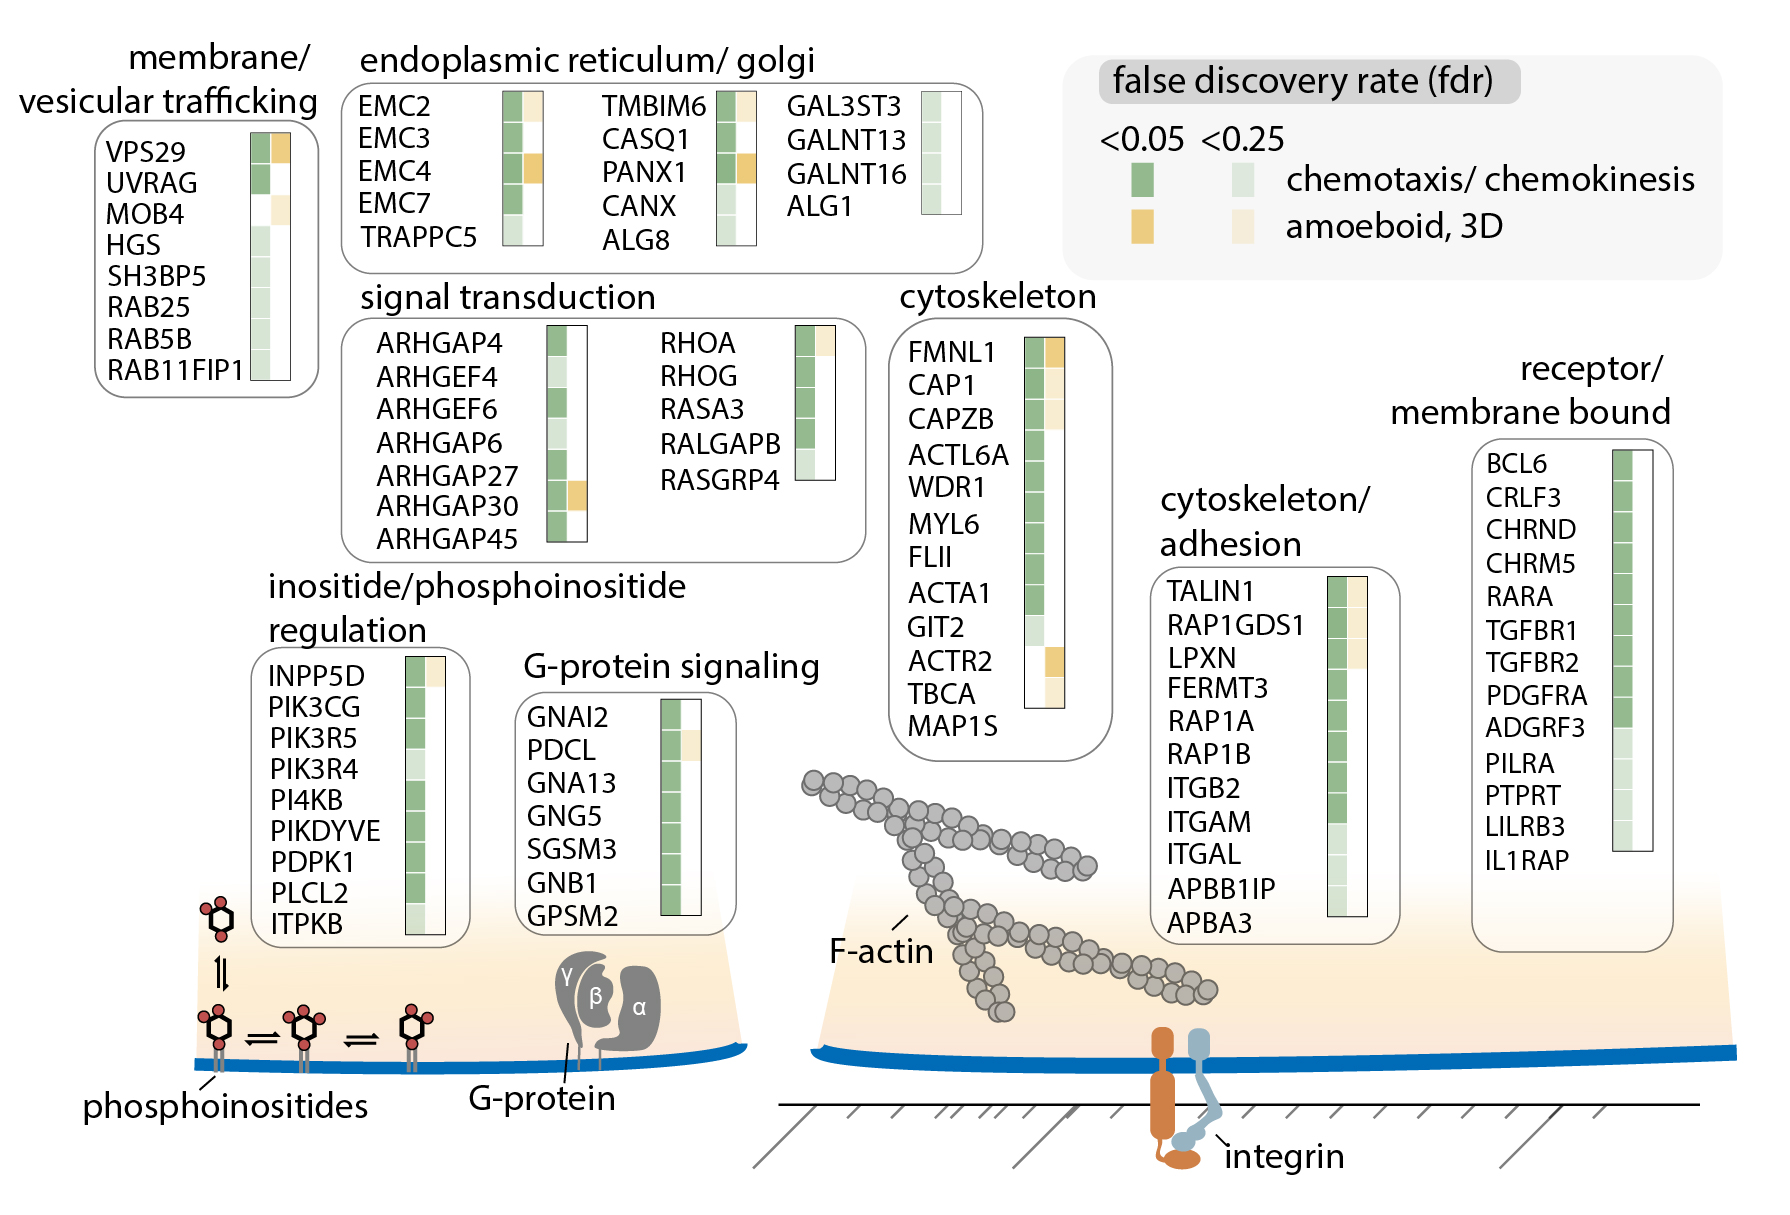 membrane/
vesicular trafficking
VPS29
UVRAG
MOB4
HGS
SH3BP5
RAB25
RAB5B
RAB11FIP1
endoplasmic reticulum/ golgi
EMC2
EMC3
EMC4
EMC7
TRAPPC5
TMBIM6
CASQ1
PANX1
CANX
ALG8
GAL3ST3
GALNT13
GALNT16
ALG1
false discovery rate (fdr)
<0.05 <0.25
chemotaxis/ chemokinesis
amoeboid, 3D
signal transduction
ARHGAP4
ARHGEF4
ARHGEF6
ARHGAP6
ARHGAP27
ARHGAP30
ARHGAP45
RHOA
RHOG
RASA3
RALGAPB
RASGRP4
cytoskeleton
FMNL1
CAP1
CAPZB
ACTL6A
WDR1
MYL6
FLII
ACTA1
GIT2
ACTR2
TBCA
MAP1S
receptor/
membrane bound
BCL6
CRLF3
CHRND
CHRM5
RARA
TGFBR1
TGFBR2
PDGFRA
ADGRF3
PILRA
PTPRT
LILRB3
IL1RAP
cytoskeleton/
adhesion
TALIN1
RAP1GDS1
LPXN
FERMT3
RAP1A
RAP1B
ITGB2
ITGAM
ITGAL
APBB1IP
APBA3
inositide/phosphoinositide
regulation
INPP5D
PIK3CG
PIK3R5
PIK3R4
PI4KB
PIKDYVE
PDPK1
PLCL2
ITPKB
G-protein signaling
GNAI2
PDCL
GNA13
GNG5
SGSM3
GNB1
GPSM2
F-actin
γ
β
α
phosphoinositides
G-protein
integrin